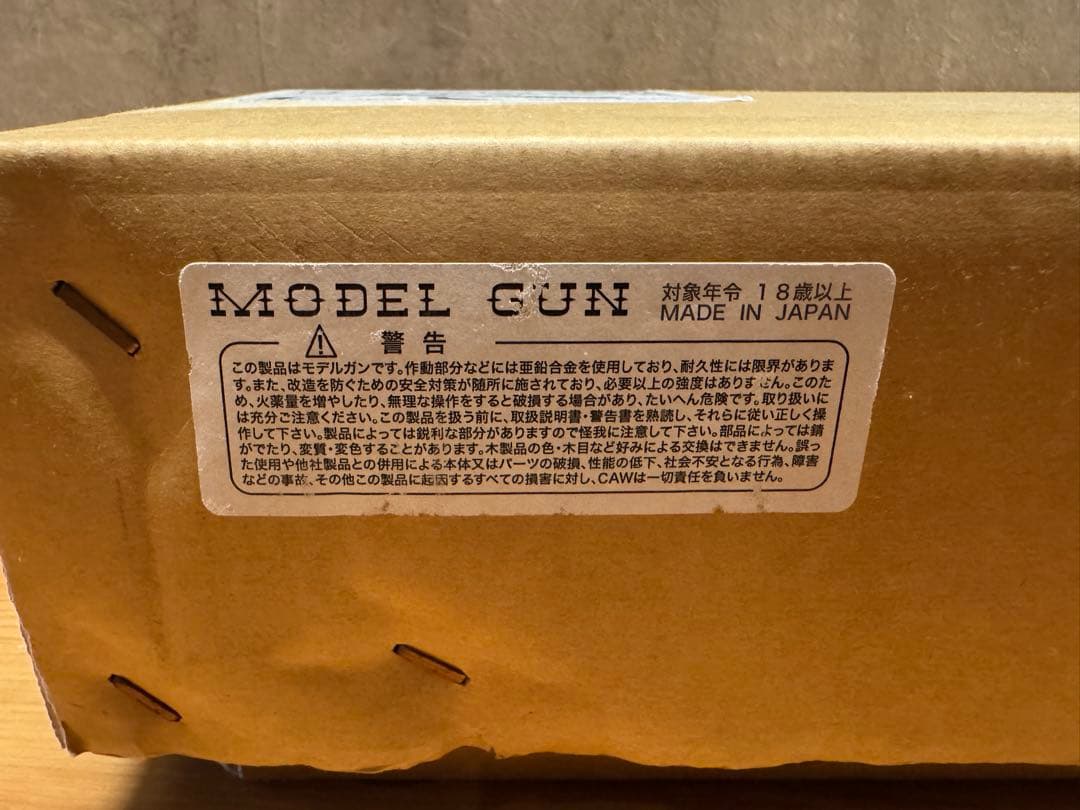 MODEL GUN 対象年令 18歳以上
MADE IN JAPAN
⚠ 警告
この製品はモデルガンです。作動部分などには亜鉛合金を使用しており、耐久性には限界がありま
す。また、改造を防ぐための安全対策が随所に施されており、必要以上の強度はありません。このた
め、火薬量を増やしたり、無理な操作をすると破損する場合があり、たいへん危険です。取り扱いに
は充分ご注意ください。この製品を扱う前に、取扱説明書・警告書を熟読し、それらに従い正しく操
作して下さい。製品によっては鋭利な部分がありますので怪我に注意して下さい。部品によっては錆
がでたり、変質・変色することがあります。木製品の色・木目など好みによる交換はできません。誤っ
た使用や他社製品との併用による本体又はパーツの破損、性能の低下、社会不安となる行為、障害
などの事故、その他この製品に起因するすべての損害に対し、CAWは一切責任を負いません。